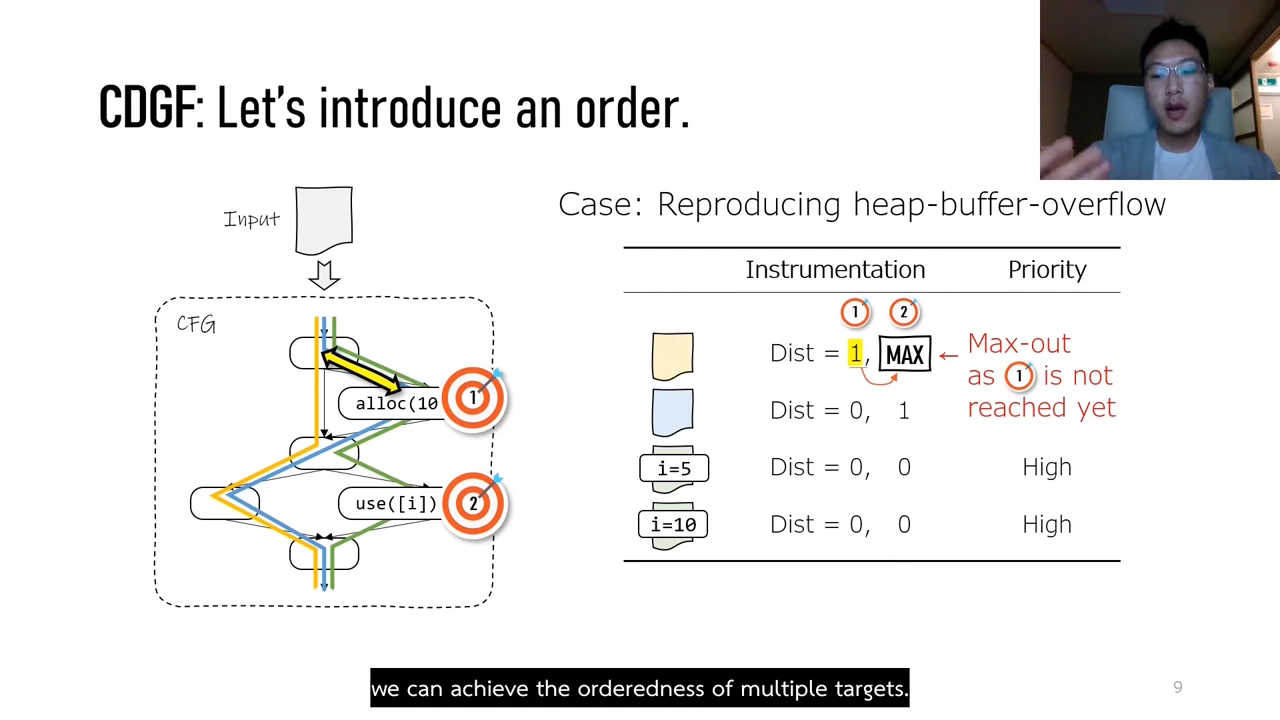 CDGF: Let's introduce an order.
Input
CFG
alloc(10
1
use([i])
2
Case: Reproducing heap-buffer-overflow
Instrumentation Priority
1 2
Dist = 1, MAX ← Max-out
as 1 is not
reached yet
Dist = 0, 1
i=5 Dist = 0, 0 High
i=10 Dist = 0, 0 High
we can achieve the orderedness of multiple targets.
9